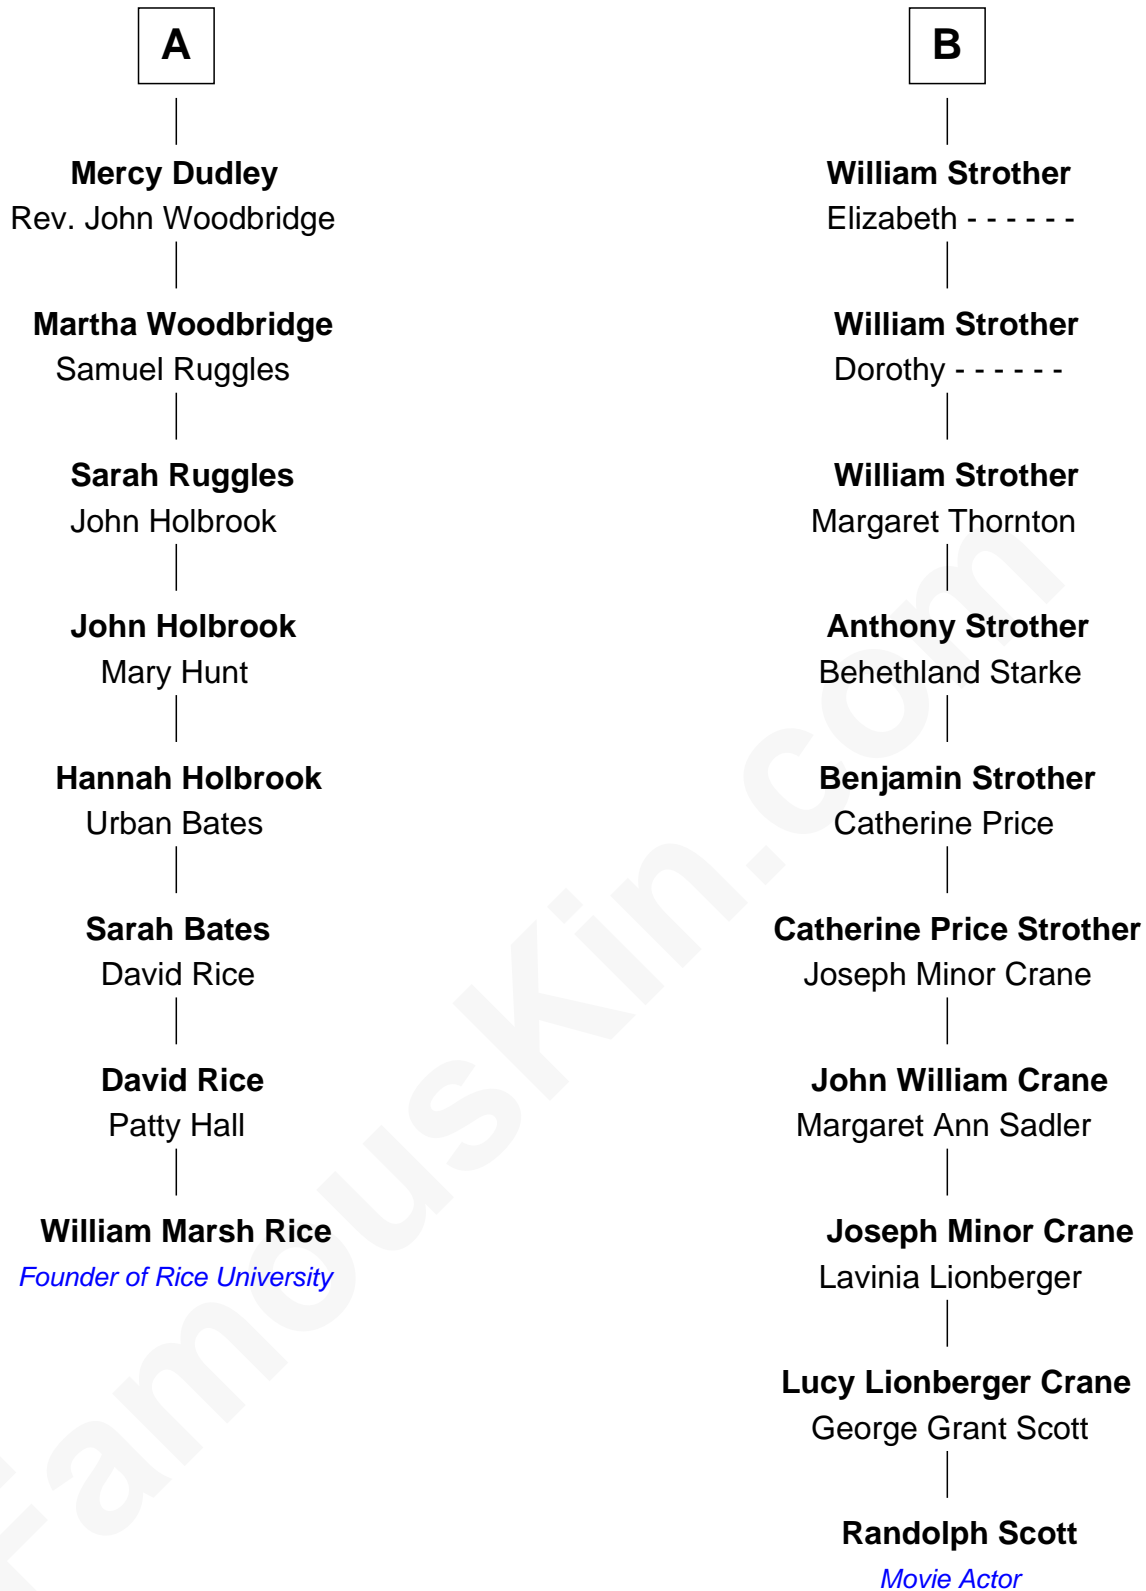 A
Mercy Dudley
Rev. John Woodbridge
Martha Woodbridge
Samuel Ruggles
Sarah Ruggles
John Holbrook
John Holbrook
Mary Hunt
Hannah Holbrook
Urban Bates
Sarah Bates
David Rice
David Rice
Patty Hall
William Marsh Rice
Founder of Rice University
B
William Strother
Elizabeth - - - - - -
William Strother
Dorothy - - - - - -
William Strother
Margaret Thornton
Anthony Strother
Behethland Starke
Benjamin Strother
Catherine Price
Catherine Price Strother
Joseph Minor Crane
John William Crane
Margaret Ann Sadler
Joseph Minor Crane
Lavinia Lionberger
Lucy Lionberger Crane
George Grant Scott
Randolph Scott
Movie Actor
FamousKin.com